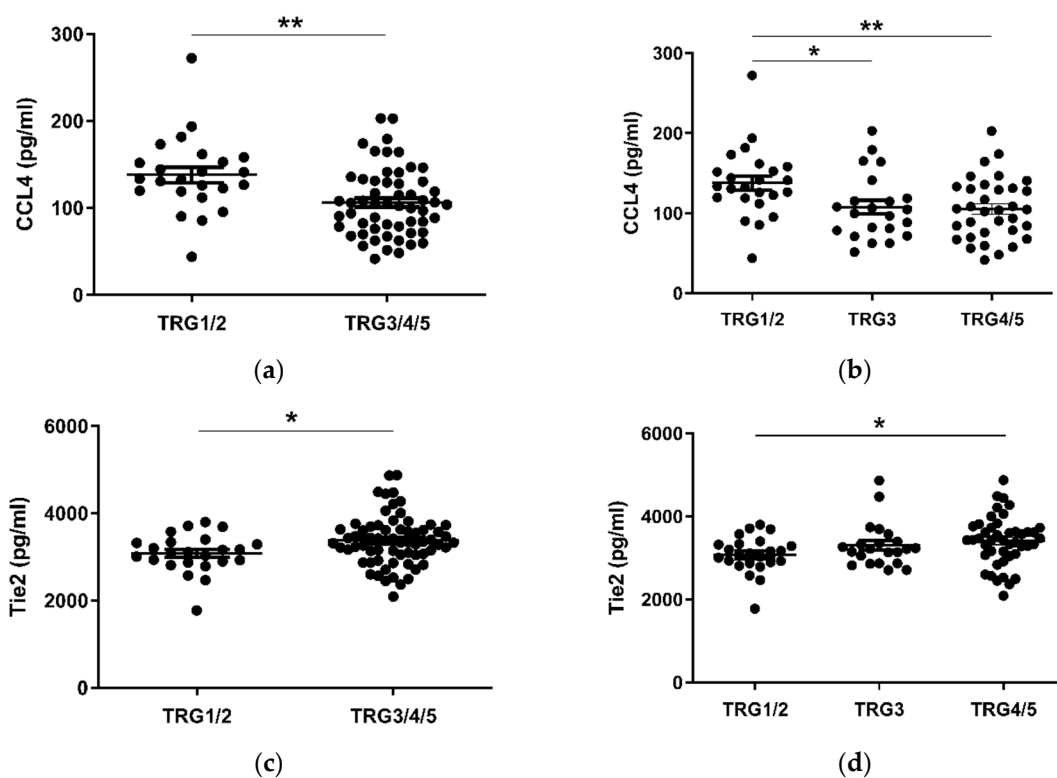 **
300
200
100
0
CCL4 (pg/ml)
TRG1/2 TRG3/4/5
(a)
**
*
300
200
100
0
CCL4 (pg/ml)
TRG1/2 TRG3 TRG4/5
(b)
*
6000
4000
2000
0
Tie2 (pg/ml)
TRG1/2 TRG3/4/5
(c)
*
6000
4000
2000
0
Tie2 (pg/ml)
TRG1/2 TRG3 TRG4/5
(d)